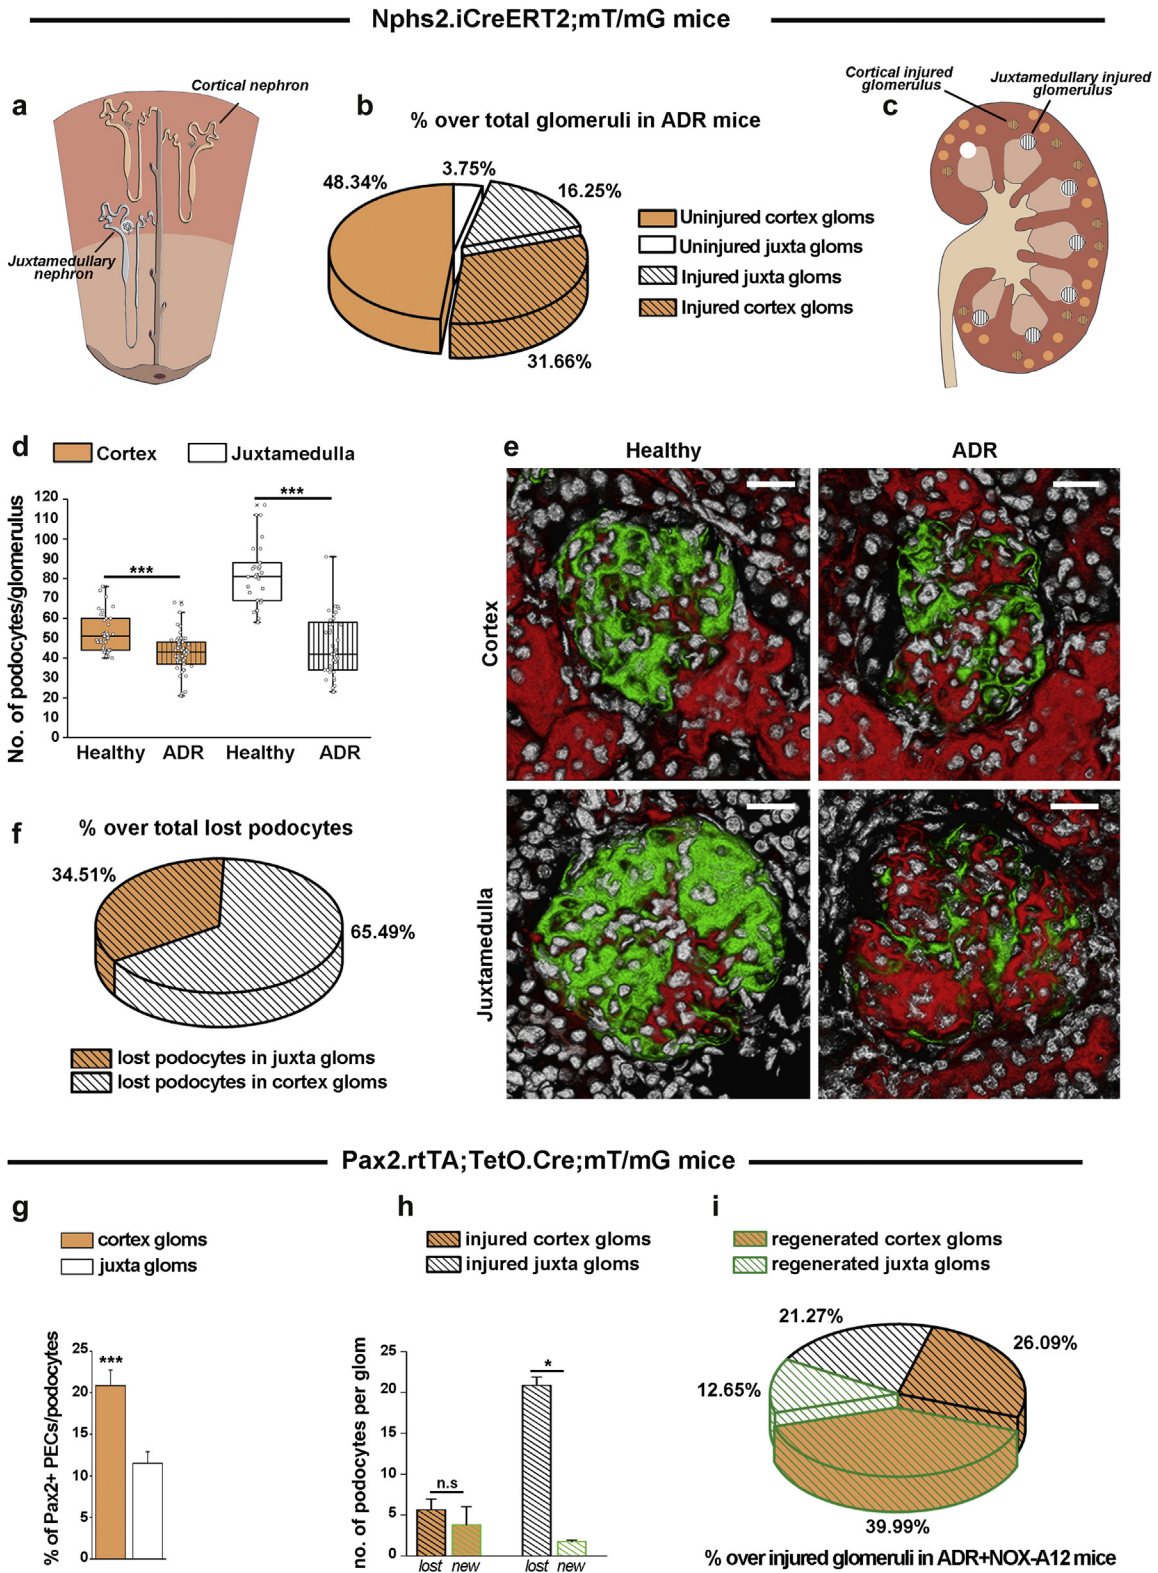 Nphs2.iCreERT2;mT/mG mice
a
Cortical nephron
Juxtamedullary
nephron
b
% over total glomeruli in ADR mice
48.34%
3.75%
16.25%
31.66%
Uninjured cortex gloms
Uninjured juxta gloms
Injured juxta gloms
Injured cortex gloms
c
Cortical injured
glomerulus
Juxtamedullary injured
glomerulus
d
Cortex
Juxtamedulla
No. of podocytes/glomerulus
120
110
100
90
80
70
60
50
40
30
20
10
0
***
***
Healthy
ADR
Healthy
ADR
e
Healthy
ADR
Cortex
Juxtamedulla
f
% over total lost podocytes
34.51%
65.49%
lost podocytes in juxta gloms
lost podocytes in cortex gloms
Pax2.rtTA;TetO.Cre;mT/mG mice
g
cortex gloms
juxta gloms
% of Pax2+ PECs/podocytes
25
20
15
10
5
0
***
h
injured cortex gloms
injured juxta gloms
no. of podocytes per glom
25
20
15
10
5
0
n.s
*
lost
new
lost
new
i
regenerated cortex gloms
regenerated juxta gloms
21.27%
26.09%
12.65%
39.99%
% over injured glomeruli in ADR+NOX-A12 mice